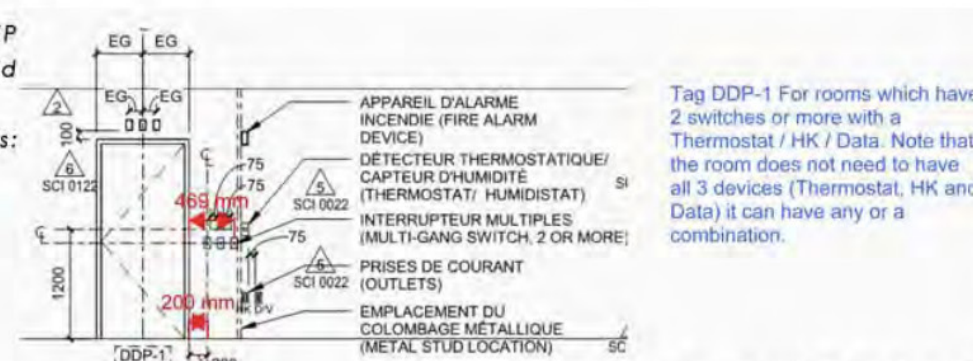 P
d
s:
EG EG
EG EG
2
100
6
SCI 0122
75
75
469 mm
5
SCI 0022
75
6
SCI 0022
1200
200 mm
HK D/V
DDP-1
APPAREIL D'ALARME
INCENDIE (FIRE ALARM
DEVICE)
DÉTECTEUR THERMOSTATIQUE/
CAPTEUR D'HUMIDITÉ
(THERMOSTAT/ HUMIDISTAT)
INTERRUPTEUR MULTIPLES
(MULTI-GANG SWITCH, 2 OR MORE)
PRISES DE COURANT
(OUTLETS)
EMPLACEMENT DU
COLOMBAGE MÉTALLIQUE
(METAL STUD LOCATION)
Tag DDP-1 For rooms which have
2 switches or more with a
Thermostat / HK / Data. Note that
the room does not need to have
all 3 devices (Thermostat, HK and
Data) it can have any or a
combination.